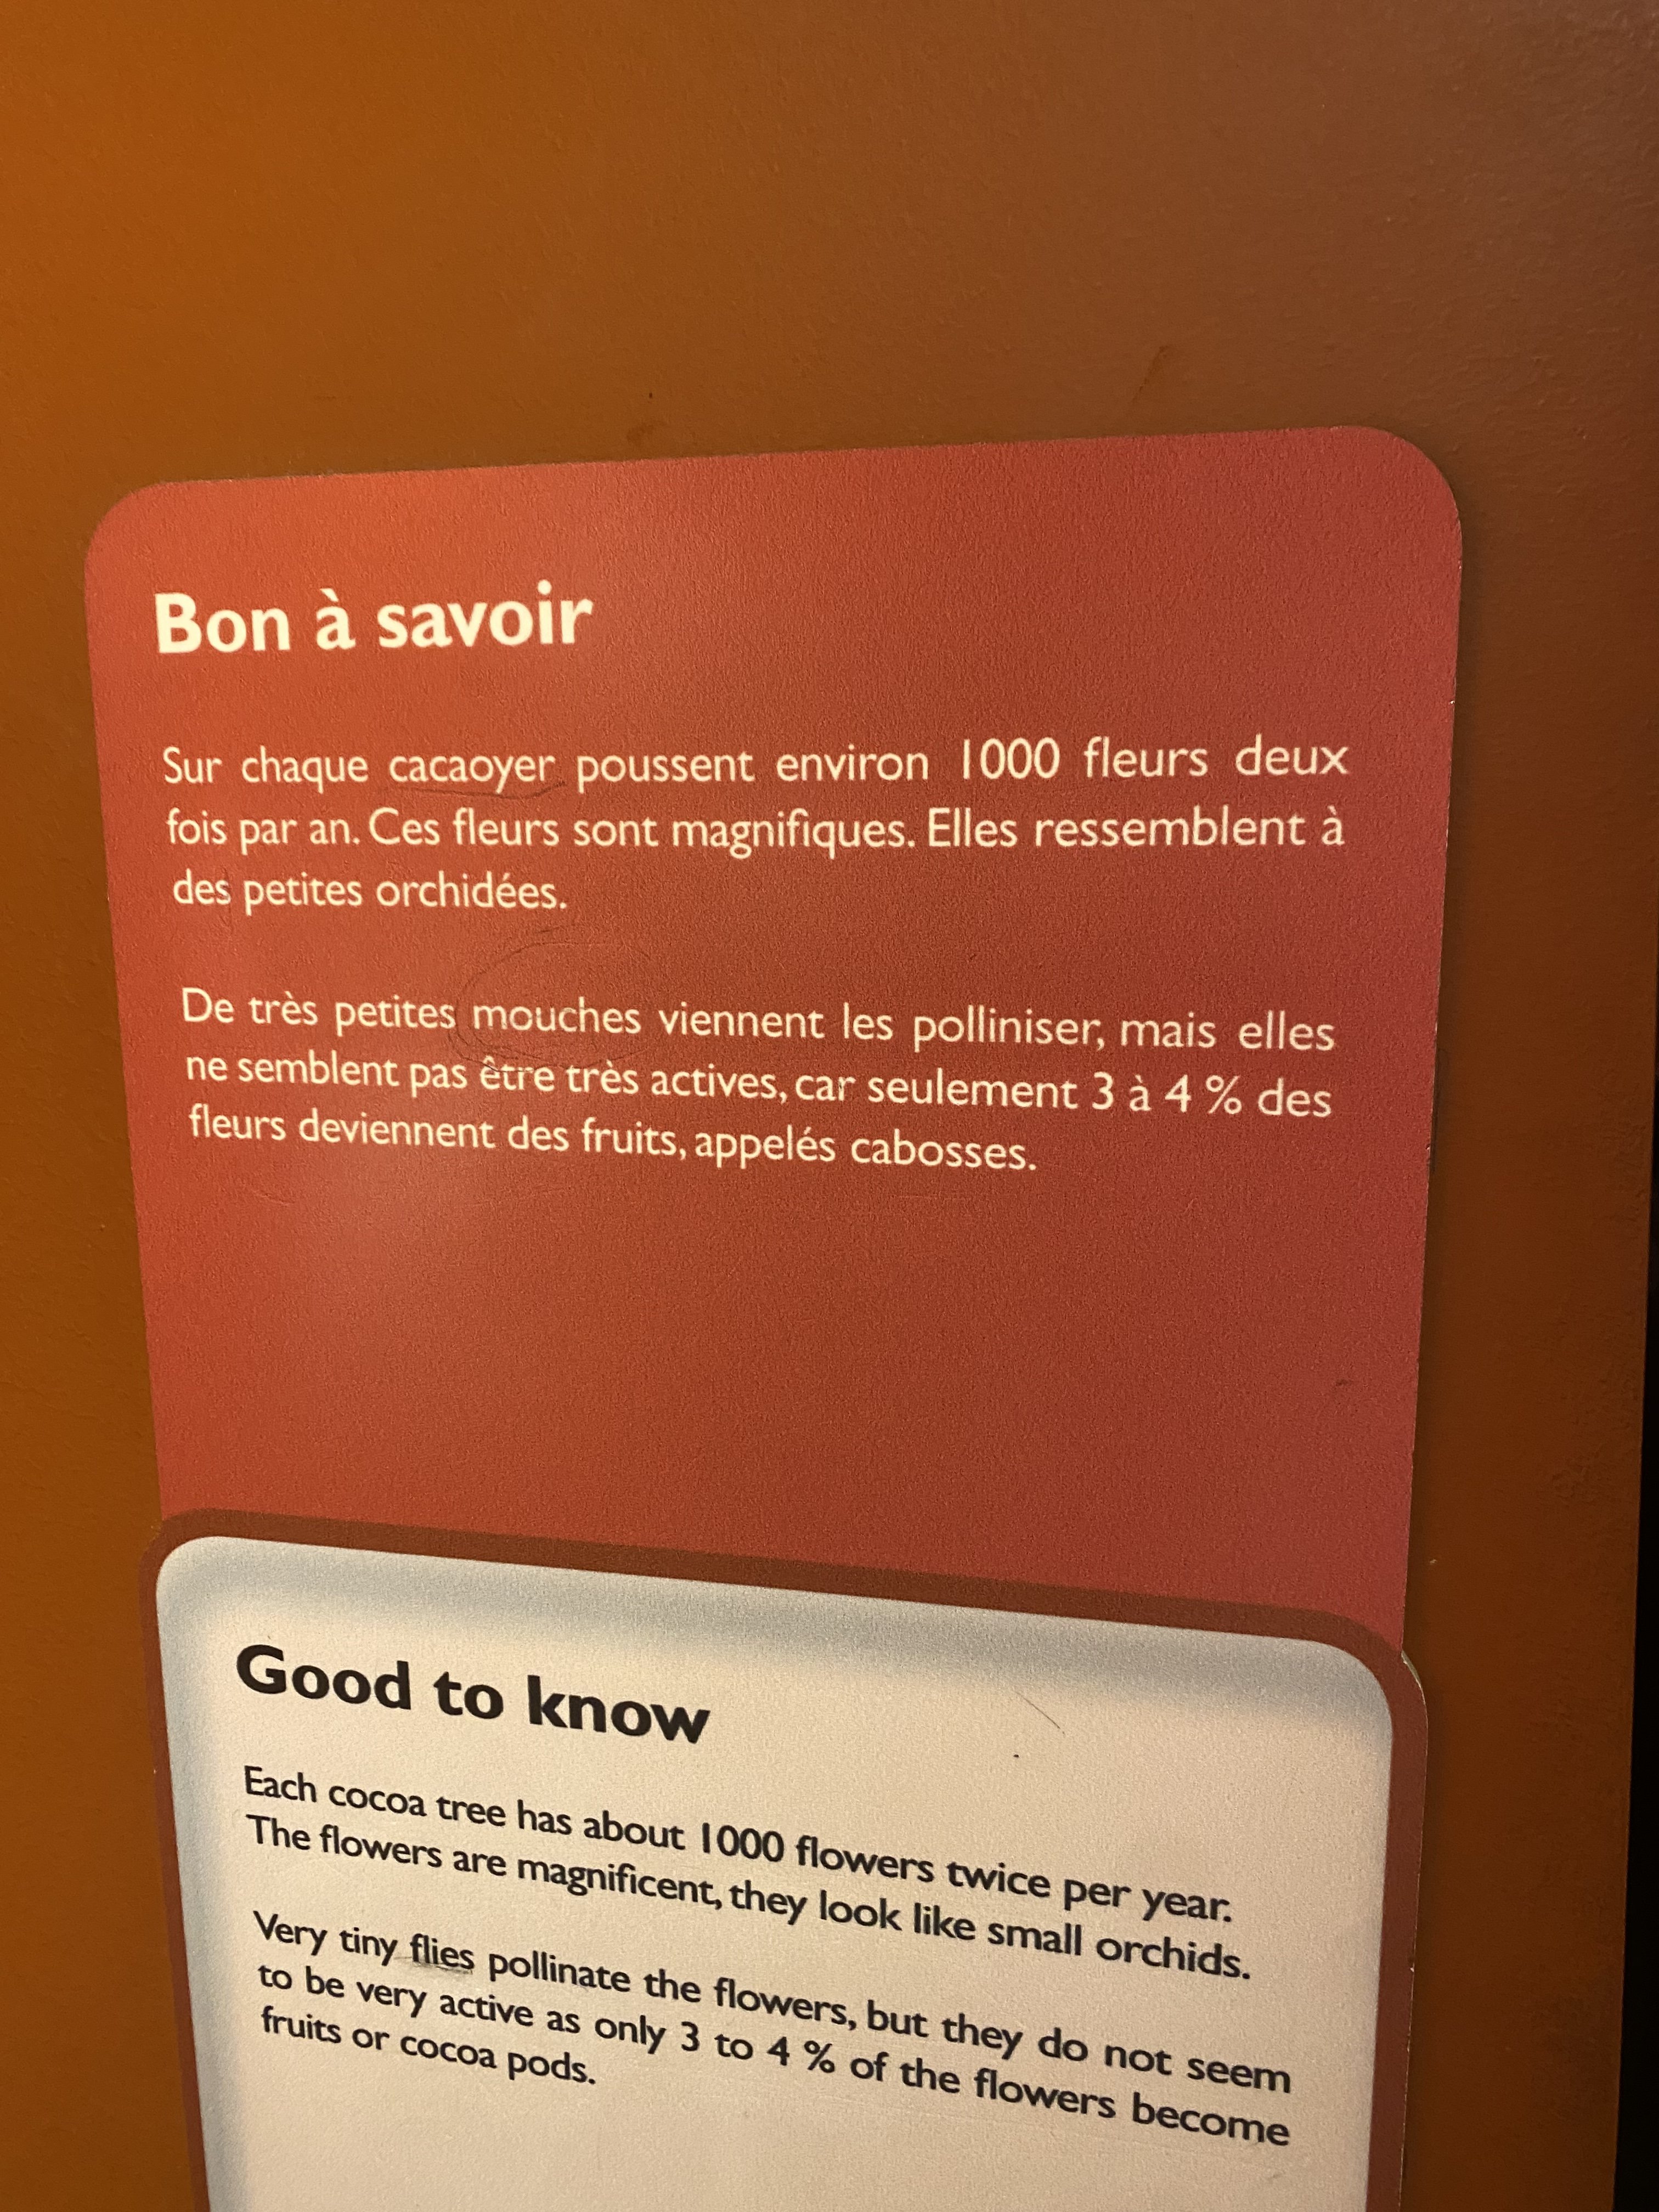 Bon à savoir
Sur chaque cacaoyer poussent environ 1000 fleurs deux
fois par an. Ces fleurs sont magnifiques. Elles ressemblent à
des petites orchidées.
De très petites mouches viennent les polliniser, mais elles
ne semblent pas être très actives, car seulement 3 à 4 % des
fleurs deviennent des fruits, appelés cabosses.
Good to know
Each cocoa tree has about 1000 flowers twice per year.
The flowers are magnificent, they look like small orchids.
Very tiny flies pollinate the flowers, but they do not seem
to be very active as only 3 to 4 % of the flowers become
fruits or cocoa pods.